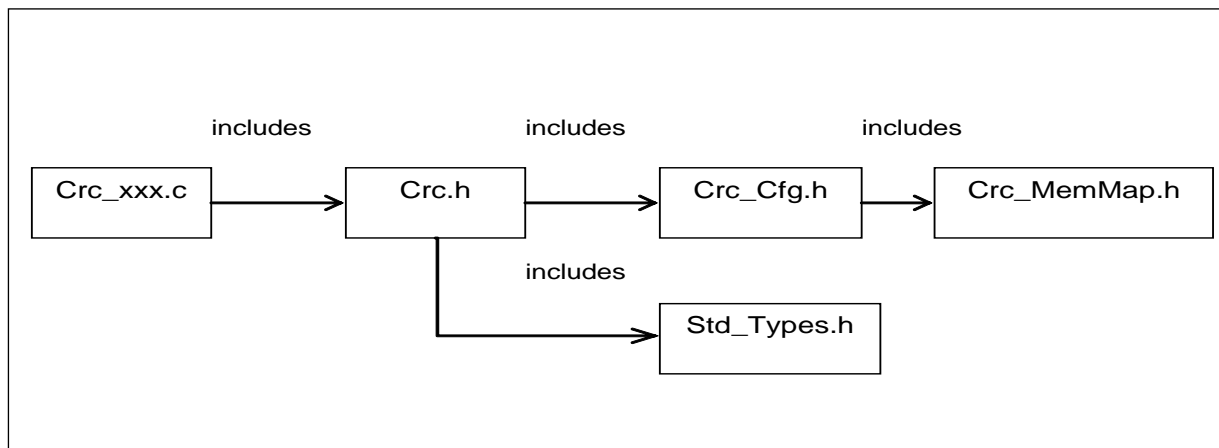 includes
includes
includes
Crc_xxx.c
Crc.h
Crc_Cfg.h
Crc_MemMap.h
includes
Std_Types.h